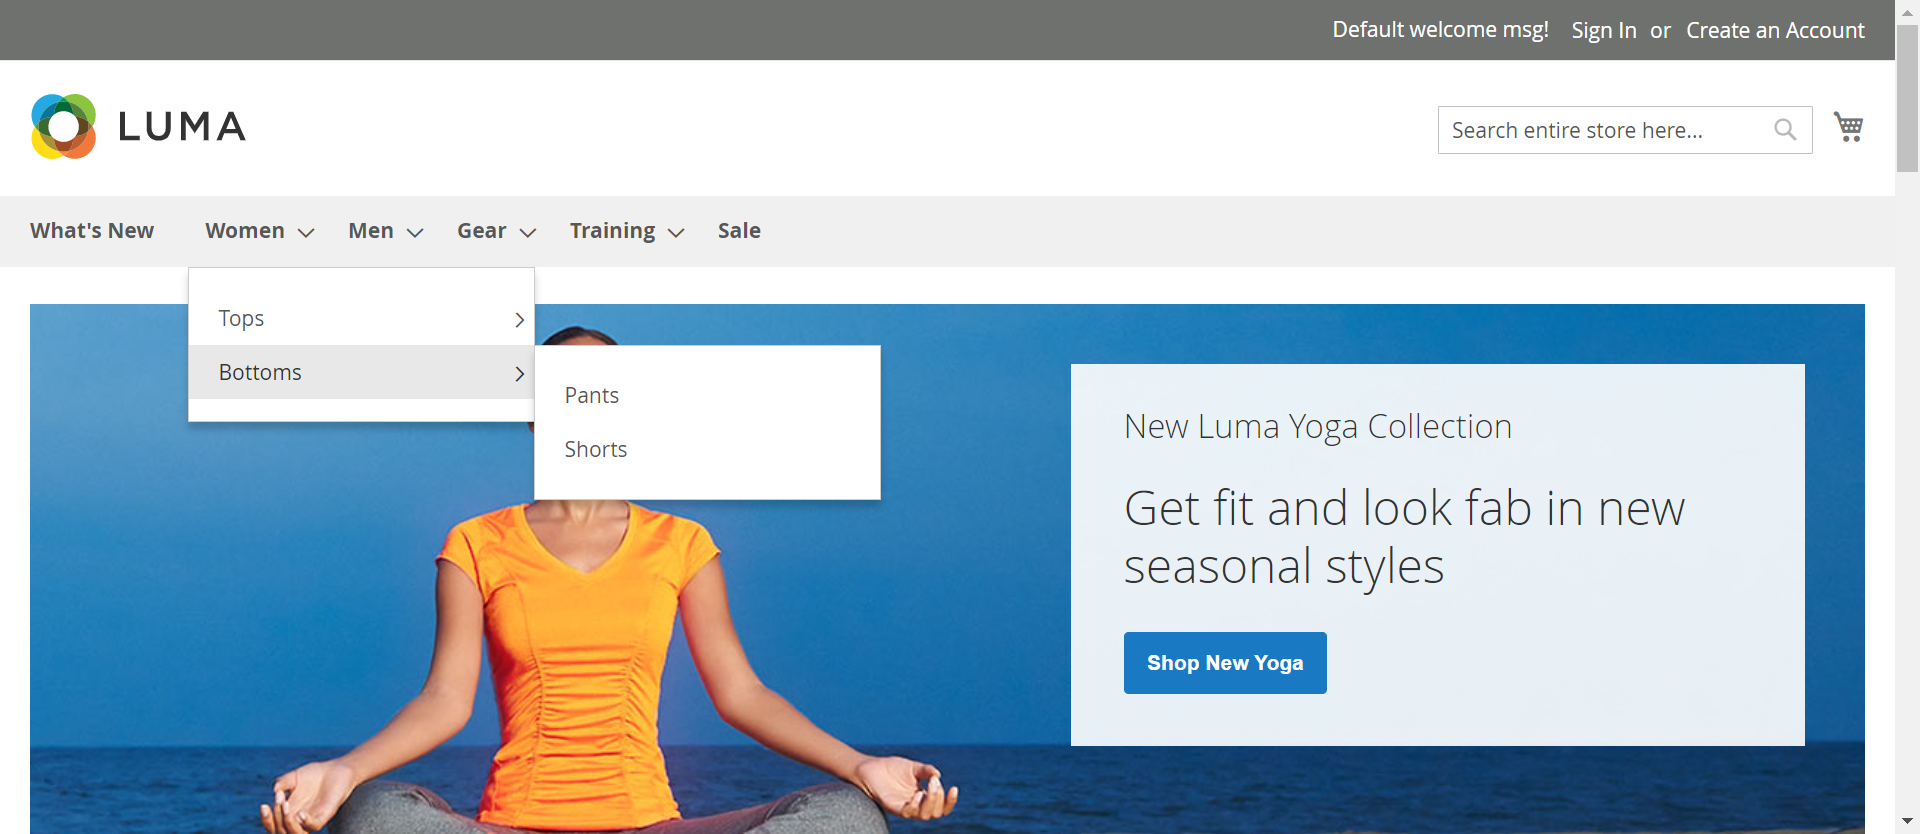 Default welcome msg! Sign In or Create an Account
LUMA
Search entire store here...
What's New Women Men Gear Training Sale
Tops
Bottoms
Pants
Shorts
New Luma Yoga Collection
Get fit and look fab in new
seasonal styles
Shop New Yoga